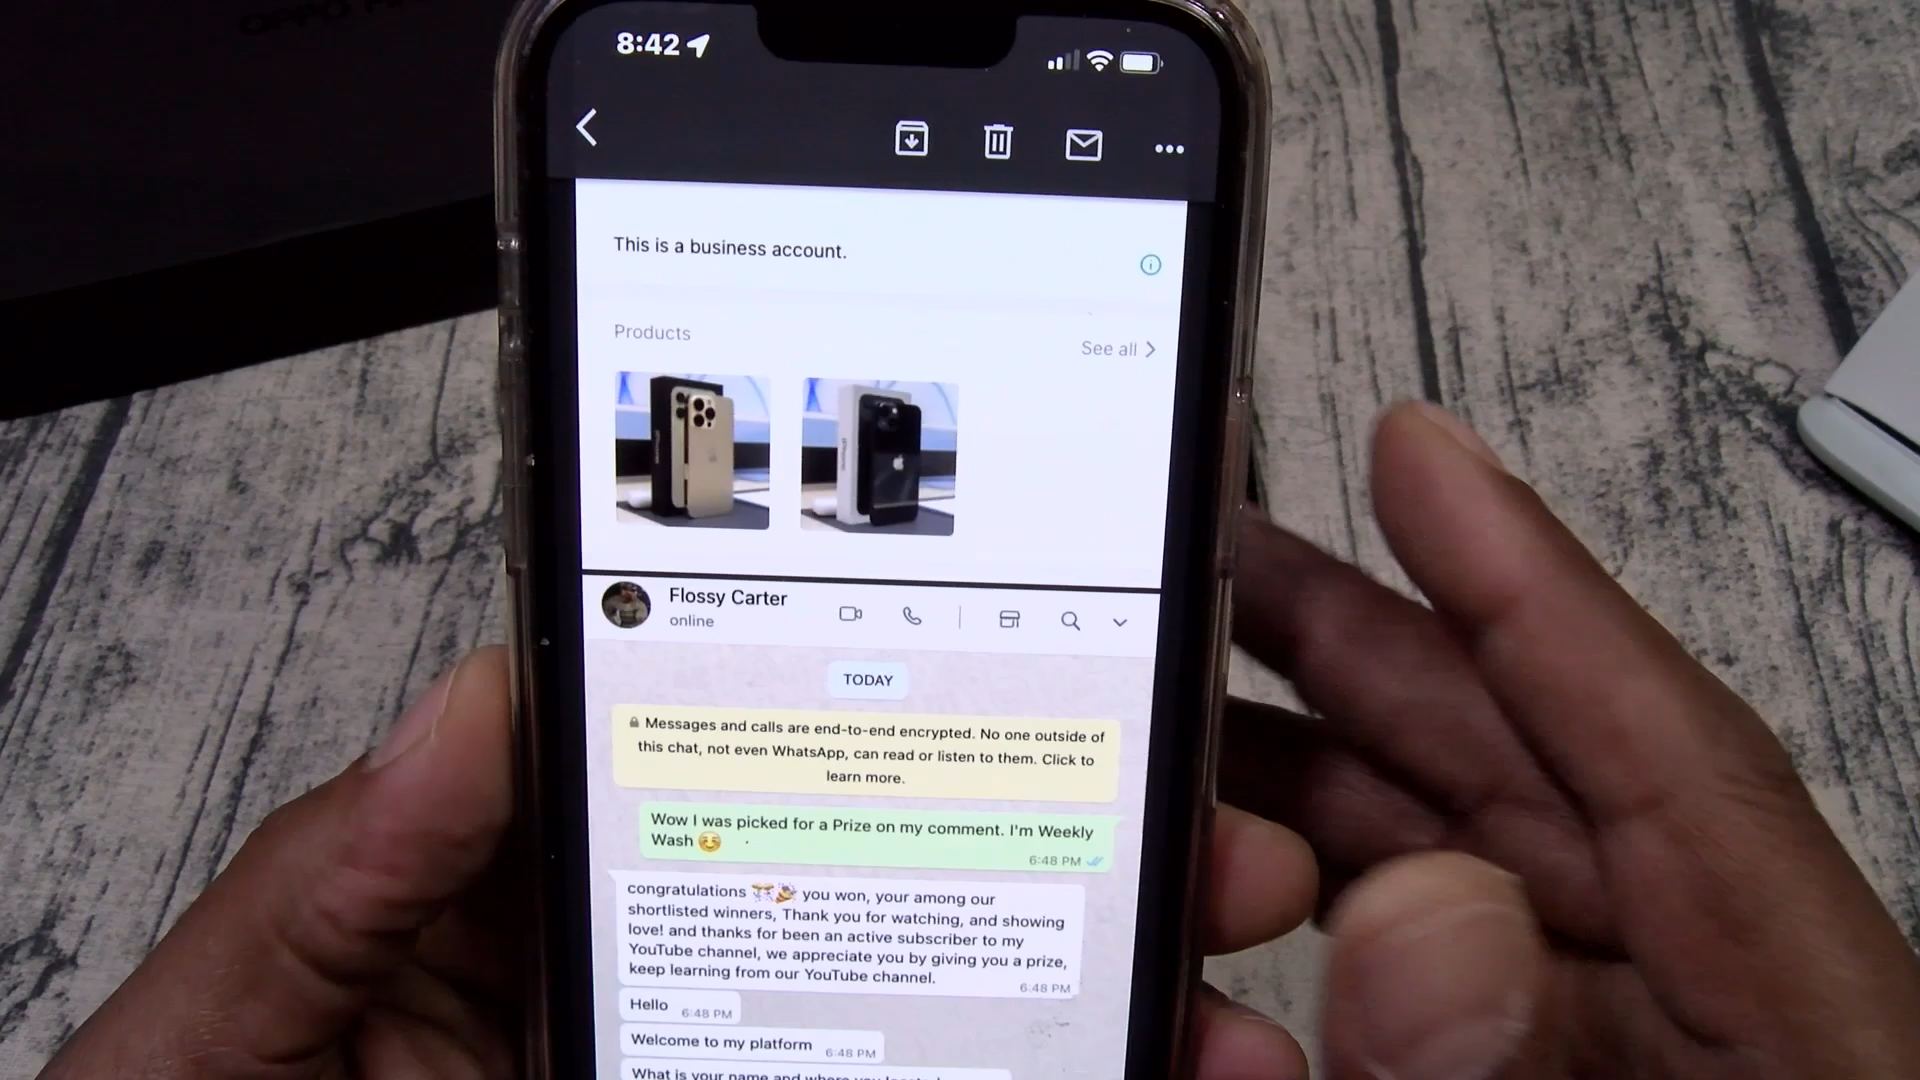 OPPO
8:42
This is a business account.
Products
See all
Flossy Carter
online
TODAY
Messages and calls are end-to-end encrypted. No one outside of
this chat, not even WhatsApp, can read or listen to them. Click to
learn more.
Wow I was picked for a Prize on my comment. I'm Weekly
Wash ☺️
6:48 PM
congratulations 🎊🎉 you won, your among our
shortlisted winners, Thank you for watching, and showing
love! and thanks for been an active subscriber to my
YouTube channel, we appreciate you by giving you a prize,
keep learning from our YouTube channel.
6:48 PM
Hello 6:48 PM
Welcome to my platform 6:48 PM
What is your name and where you